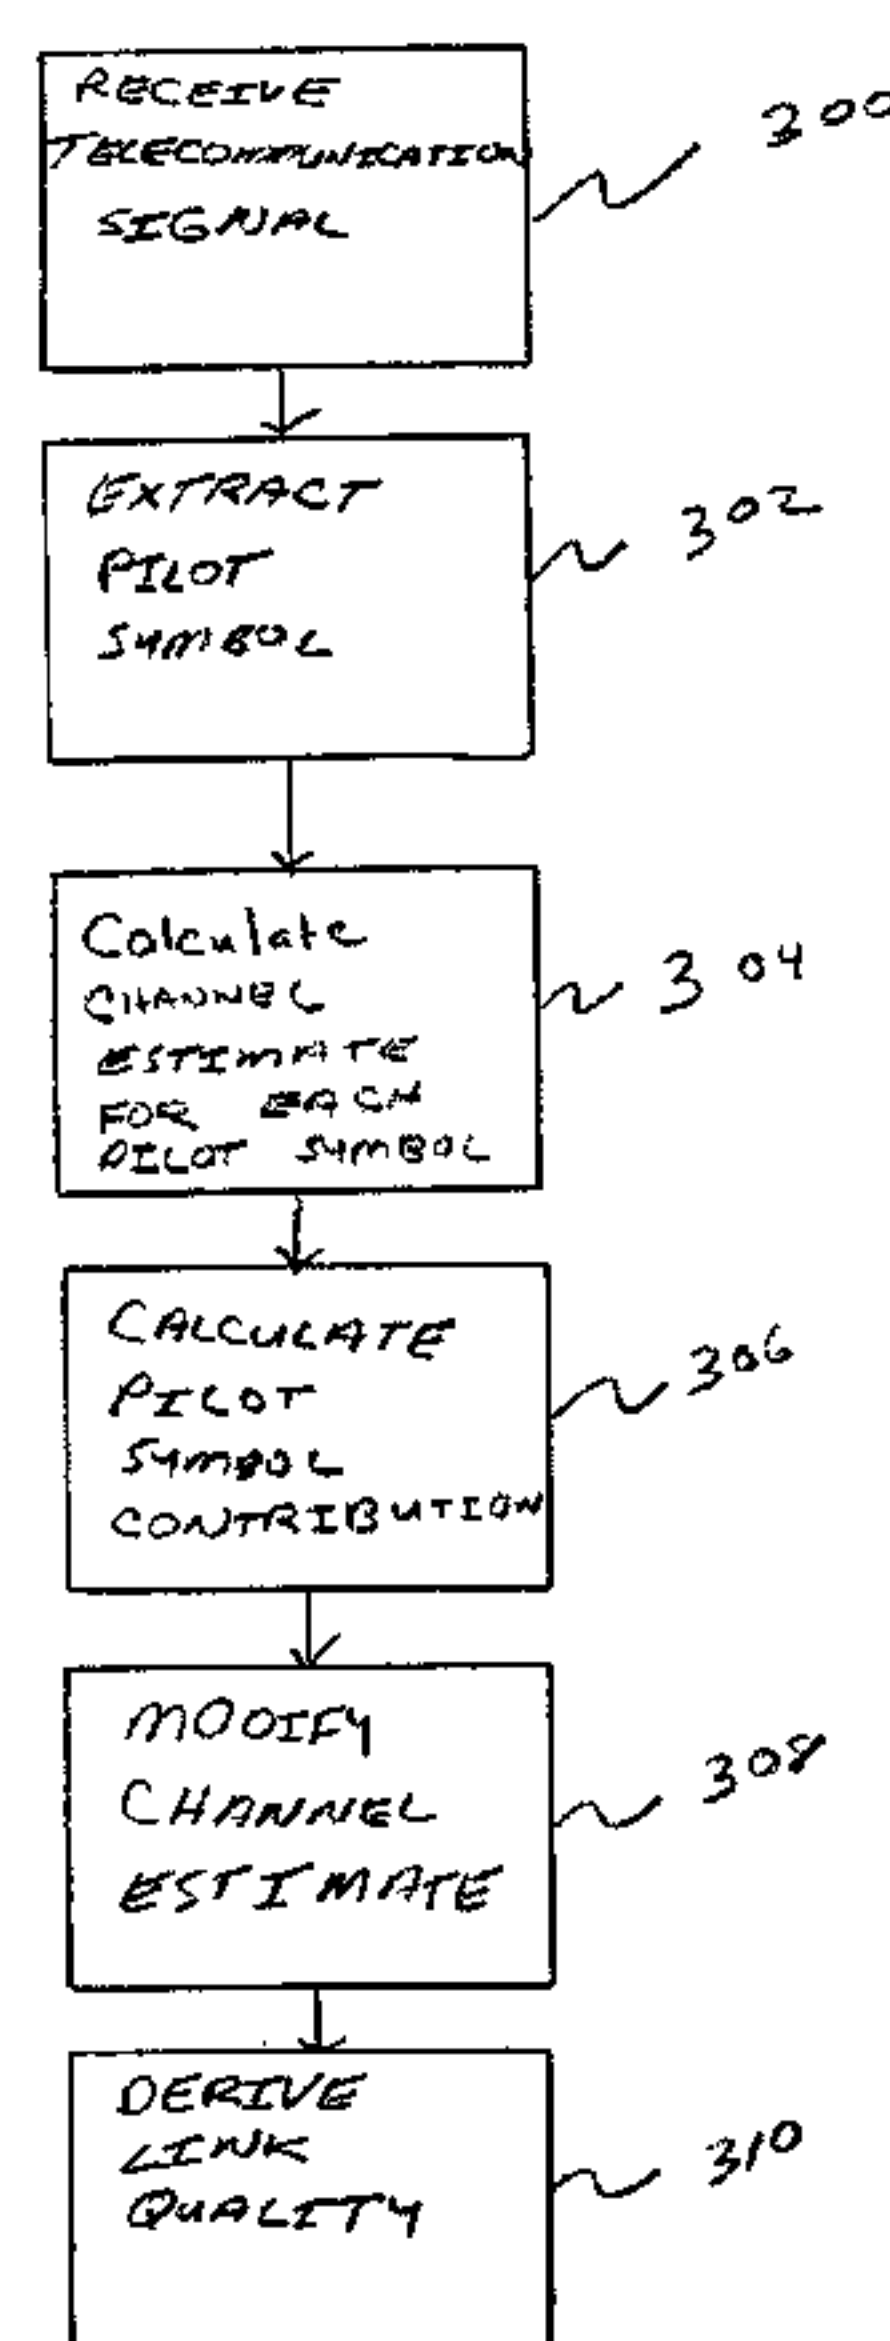 RECEIVE
TELECOMMUNICATION
SIGNAL
300
EXTRACT
PILOT
SYMBOL
302
Calculate
CHANNEL
ESTIMATE
FOR EACH
PILOT SYMBOL
304
CALCULATE
PILOT
SYMBOL
CONTRIBUTION
306
MODIFY
CHANNEL
ESTIMATE
308
DERIVE
LINK
QUALITY
310